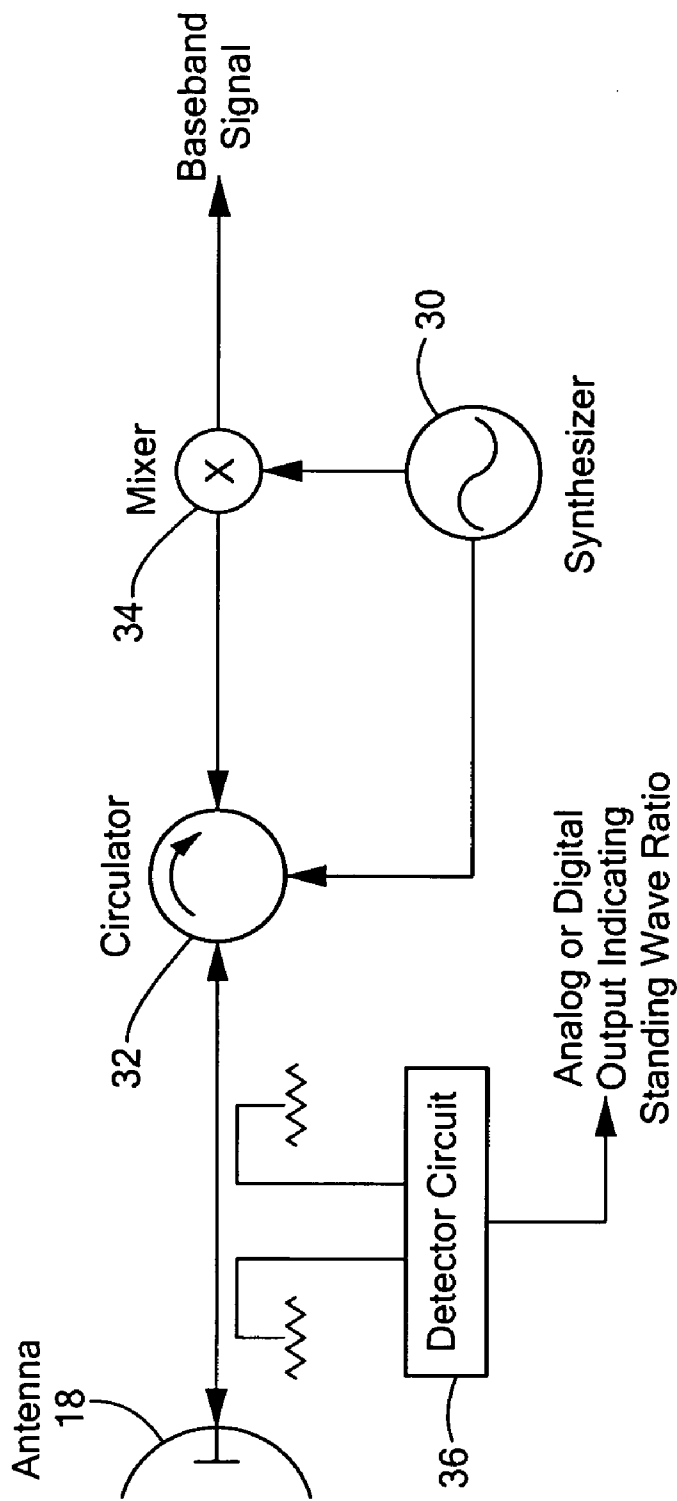 Antenna
18
32
Circulator
34
Mixer
X
Baseband
Signal
30
Synthesizer
36
Detector Circuit
Analog or Digital
Output Indicating
Standing Wave Ratio